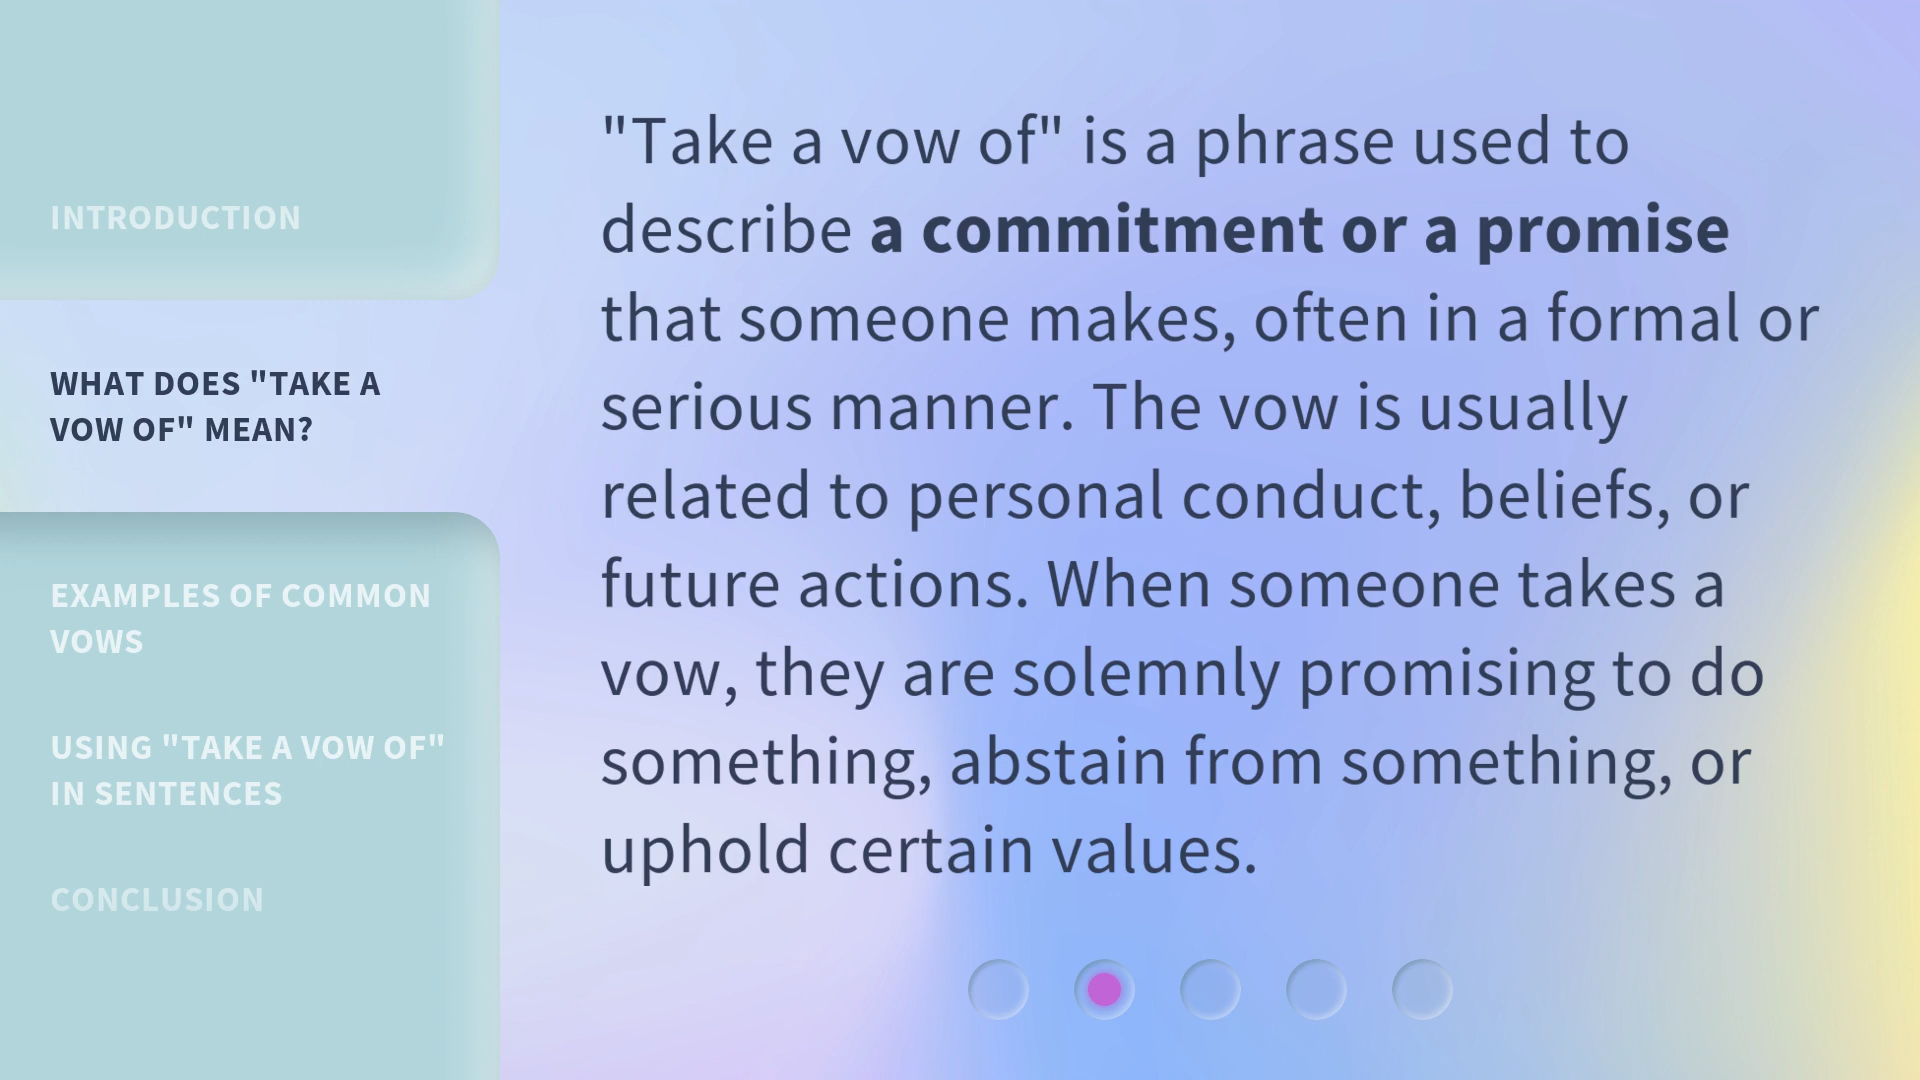 INTRODUCTION
WHAT DOES "TAKE A
VOW OF" MEAN?
EXAMPLES OF COMMON
VOWS
USING "TAKE A VOW OF"
IN SENTENCES
CONCLUSION
"Take a vow of" is a phrase used to
describe a commitment or a promise
that someone makes, often in a formal or
serious manner. The vow is usually
related to personal conduct, beliefs, or
future actions. When someone takes a
vow, they are solemnly promising to do
something, abstain from something, or
uphold certain values.